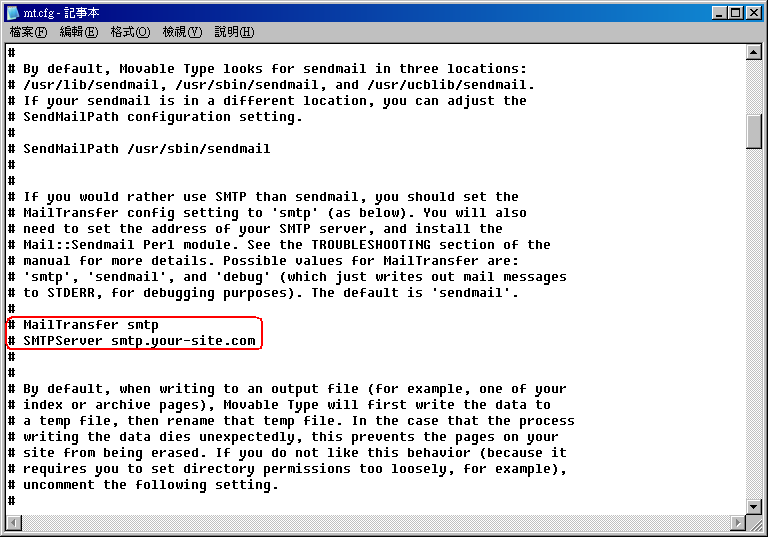 mt.cfg - 記事本
檔案(F) 編輯(E) 格式(O) 檢視(V) 說明(H)
#
# By default, Movable Type looks for sendmail in three locations:
# /usr/lib/sendmail, /usr/sbin/sendmail, and /usr/ucblib/sendmail.
# If your sendmail is in a different location, you can adjust the
# SendMailPath configuration setting.
#
# SendMailPath /usr/sbin/sendmail
#
#
# If you would rather use SMTP than sendmail, you should set the
# MailTransfer config setting to 'smtp' (as below). You will also
# need to set the address of your SMTP server, and install the
# Mail::Sendmail Perl module. See the TROUBLESHOOTING section of the
# manual for more details. Possible values for MailTransfer are:
# 'smtp', 'sendmail', and 'debug' (which just writes out mail messages
# to STDERR, for debugging purposes). The default is 'sendmail'.
#
# MailTransfer smtp
# SMTPServer smtp.your-site.com
#
#
# By default, when writing to an output file (for example, one of your
# index or archive pages), Movable Type will first write the data to
# a temp file, then rename that temp file. In the case that the process
# writing the data dies unexpectedly, this prevents the pages on your
# site from being erased. If you do not like this behavior (because it
# requires you to set directory permissions too loosely, for example),
# uncomment the following setting.
#